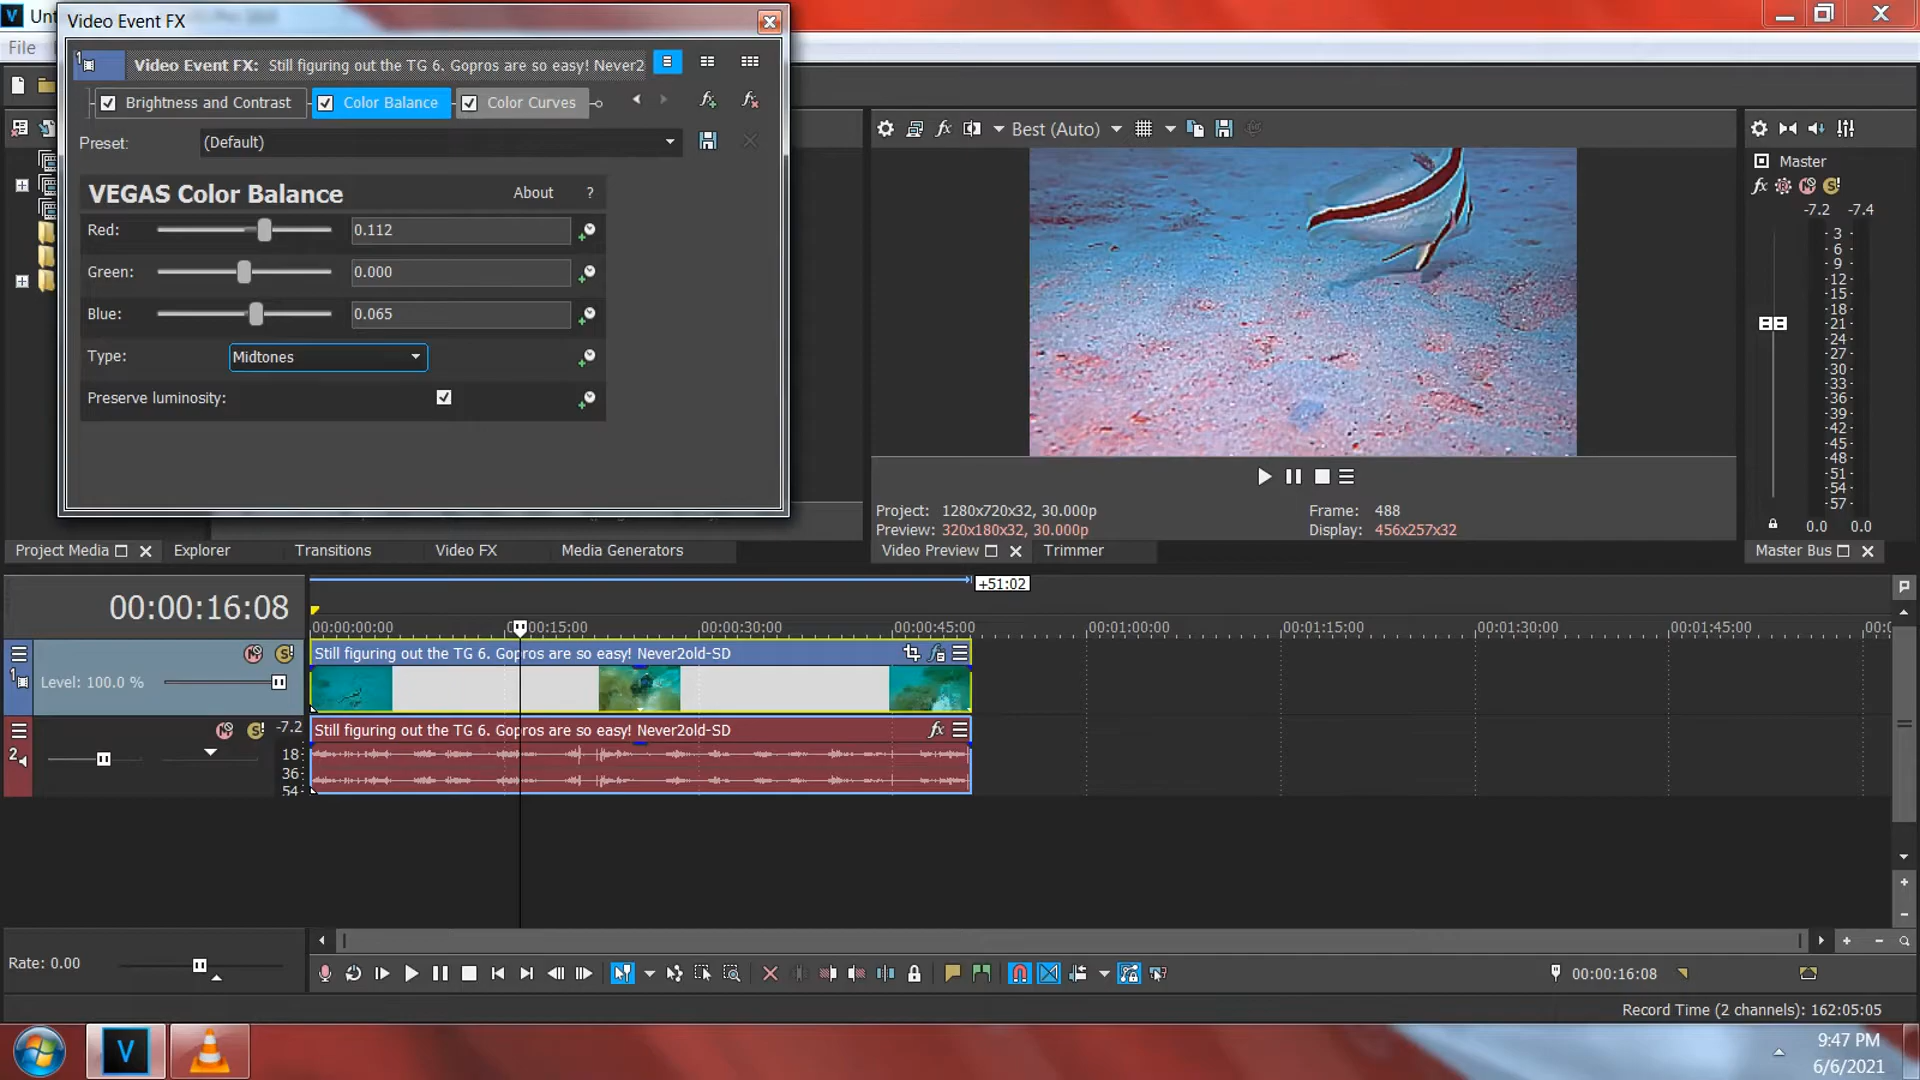 Video Event FX
File
Video Event FX: Still figuring out the TG 6. Gopros are so easy! Never2
Brightness and Contrast
Color Balance
Color Curves
Preset:
(Default)
VEGAS Color Balance
About ?
Red: 0.112
Green: 0.000
Blue: 0.065
Type: Midtones
Preserve luminosity:
Best (Auto)
Project: 1280x720x32, 30.000p
Frame: 488
Preview: 320x180x32, 30.000p
Display: 456x257x32
Master
-7.2 -7.4
3
6
9
12
15
18
21
24
27
30
33
36
39
42
45
48
51
54
57
0.0 0.0
Project Media
Explorer
Transitions
Video FX
Media Generators
Video Preview
Trimmer
Master Bus
+51:02
00:00:16:08
00:00:00:00
00:00:30:00
00:00:45:00
00:01:00:00
00:01:15:00
00:01:30:00
00:01:45:00
1
Still figuring out the TG 6. Gopros are so easy! Never2old-SD
Level: 100.0 %
2
-7.2
18
36
54
Still figuring out the TG 6. Gopros are so easy! Never2old-SD
Rate: 0.00
00:00:16:08
Record Time (2 channels): 162:05:05
9:47 PM
6/6/2021